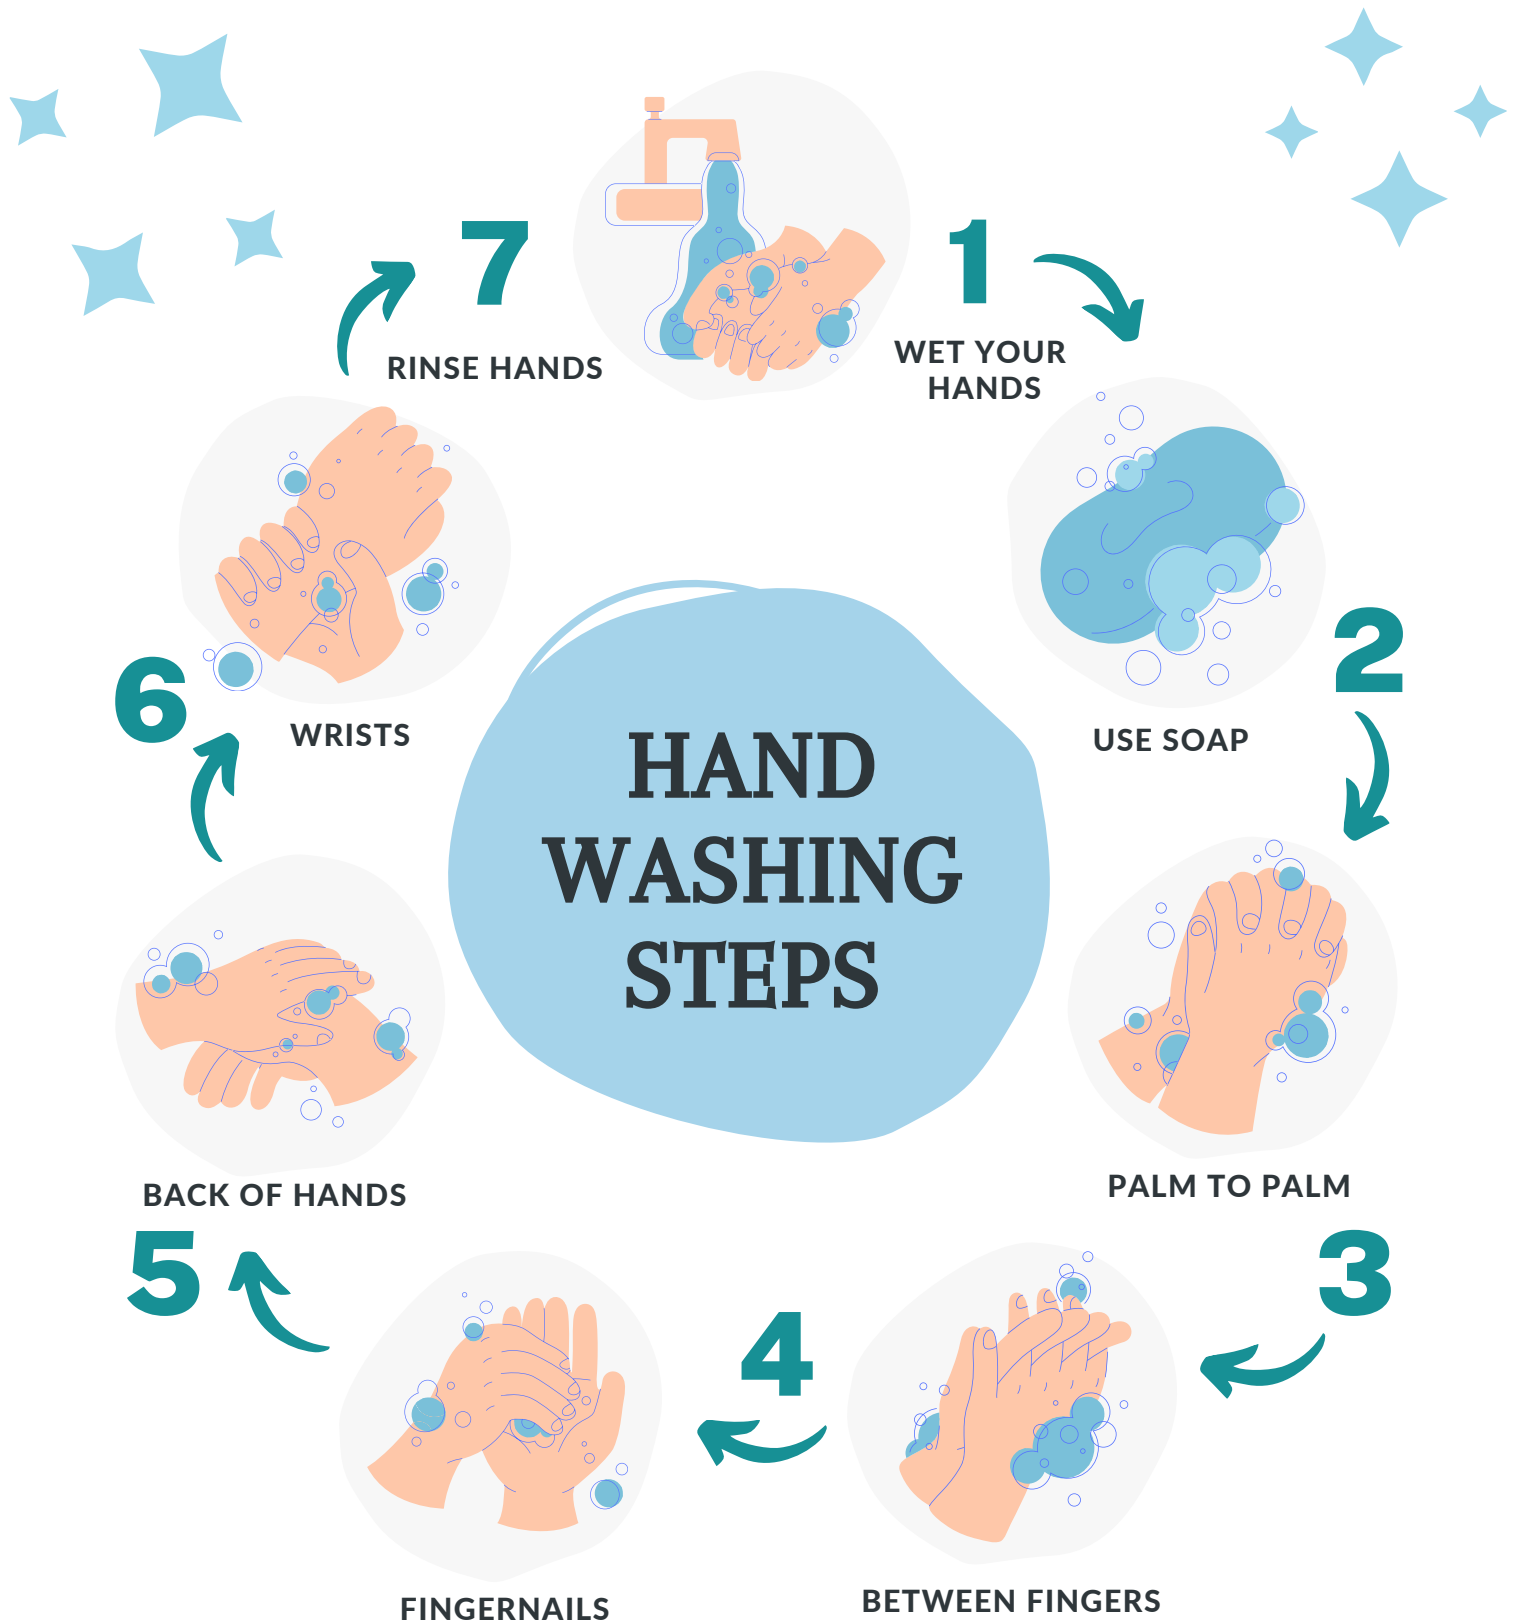 HAND
WASHING
STEPS
1
WET YOUR
HANDS
2
USE SOAP
PALM TO PALM
3
BETWEEN FINGERS
4
FINGERNAILS
5
BACK OF HANDS
6
WRISTS
7
RINSE HANDS